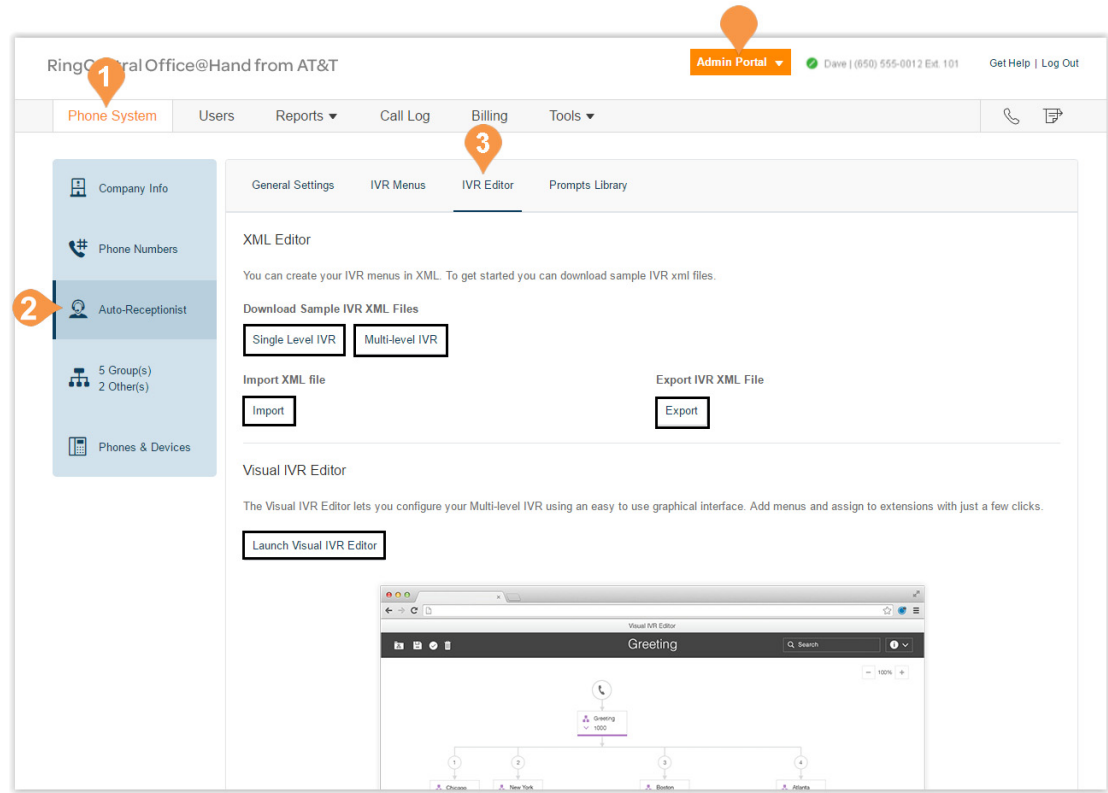 RingCentral Office@Hand from AT&T
Admin Portal
Dave | (650) 555-0012 Ext. 101
Get Help | Log Out
1
Phone System
Users
Reports
Call Log
Billing
Tools
3
Company Info
Phone Numbers
2
Auto-Receptionist
5 Group(s)
2 Other(s)
Phones & Devices
General Settings
IVR Menus
IVR Editor
Prompts Library
XML Editor
You can create your IVR menus in XML. To get started you can download sample IVR xml files.
Download Sample IVR XML Files
Single Level IVR
Multi-level IVR
Import XML file
Export IVR XML File
Import
Export
Visual IVR Editor
The Visual IVR Editor lets you configure your Multi-level IVR using an easy to use graphical interface. Add menus and assign to extensions with just a few clicks.
Launch Visual IVR Editor
Visual IVR Editor
Greeting
Search
100%
Greeting
1000
1
2
3
4
Chicago
New York
Boston
Atlanta